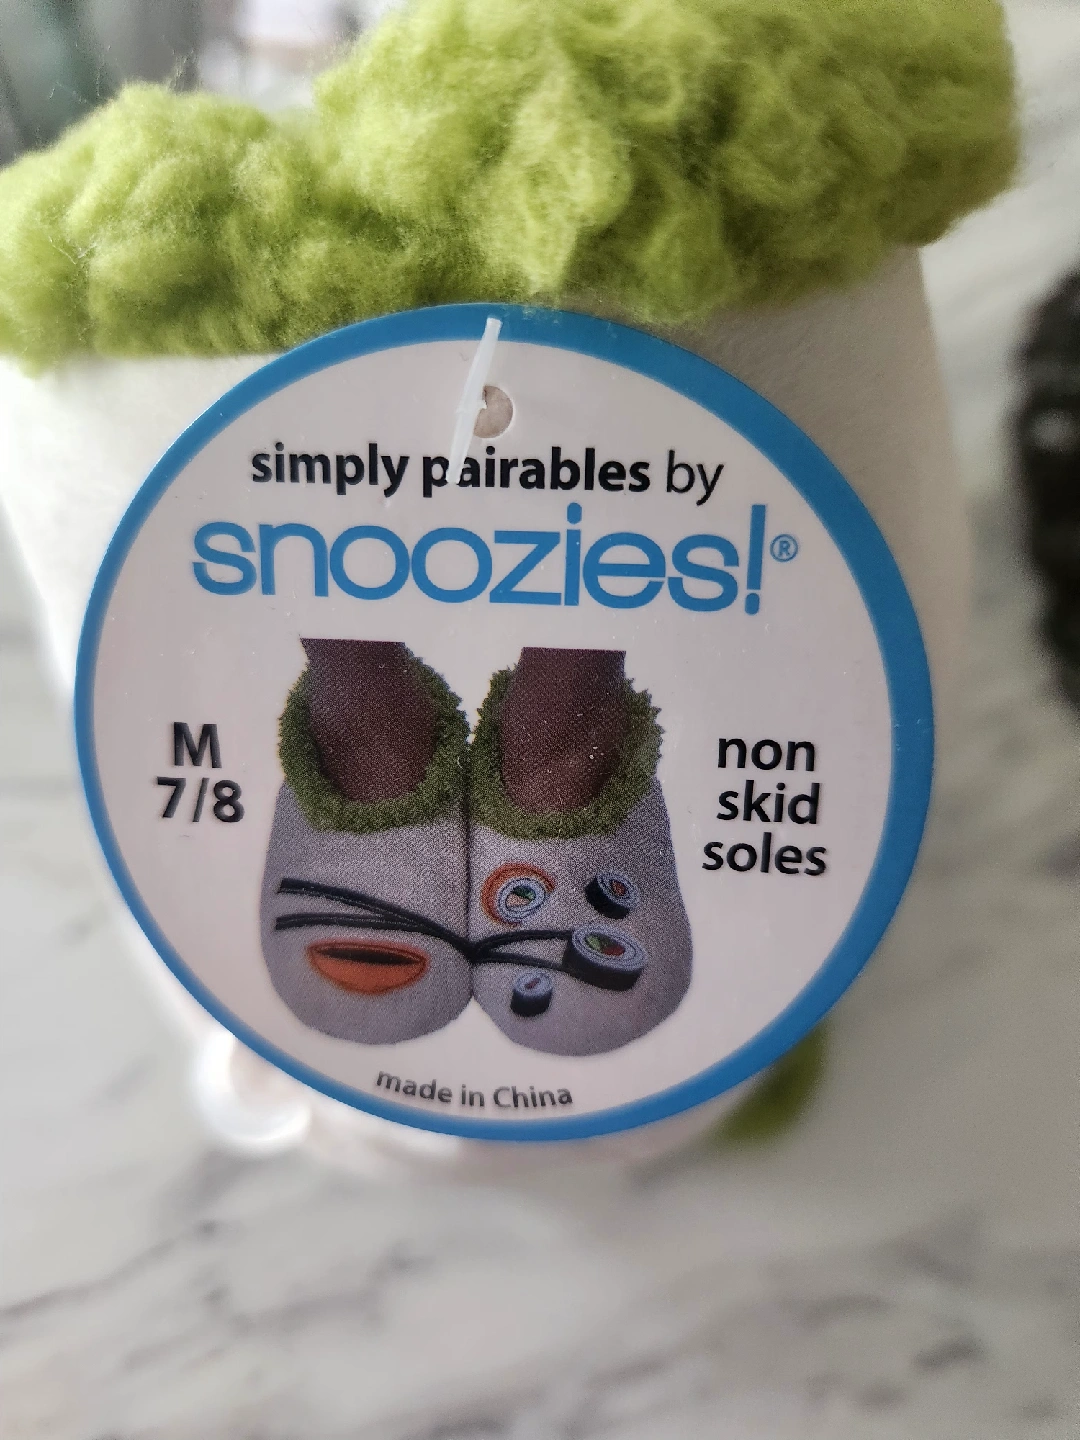 simply pairables by
snoozies!®
M
7/8
non
skid
soles
made in China